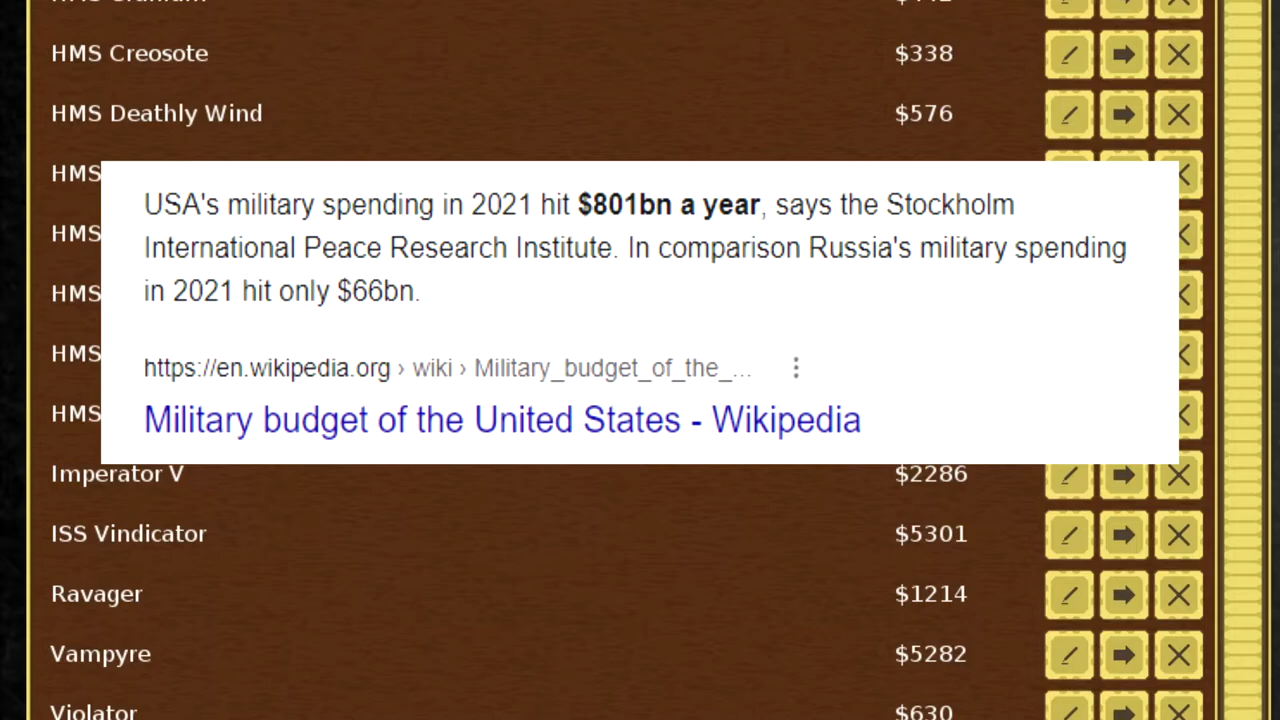 HMS Creosote $338
HMS Deathly Wind $576
HMS
USA's military spending in 2021 hit $801bn a year, says the Stockholm
HMS
International Peace Research Institute. In comparison Russia's military spending
HMS
in 2021 hit only $66bn.
HMS
https://en.wikipedia.org › wiki › Military_budget_of_the_...
HMS
Military budget of the United States - Wikipedia
Imperator V $2286
ISS Vindicator $5301
Ravager $1214
Vampyre $5282
Violator $630